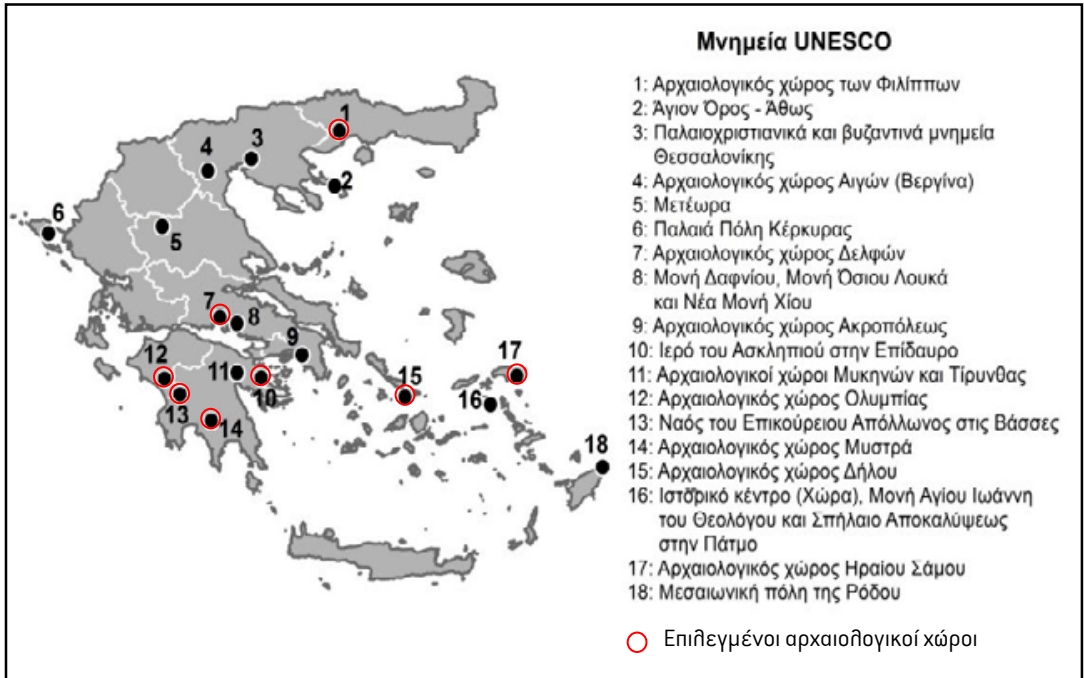 Μνημεία UNESCO
1: Αρχαιολογικός χώρος των Φιλίππων
2: Άγιον Όρος - Άθως
3: Παλαιοχριστιανικά και βυζαντινά μνημεία
Θεσσαλονίκης
4: Αρχαιολογικός χώρος Αιγών (Βεργίνα)
5: Μετέωρα
6: Παλαιά Πόλη Κέρκυρας
7: Αρχαιολογικός χώρος Δελφών
8: Μονή Δαφνίου, Μονή Όσιου Λουκά
και Νέα Μονή Χίου
9: Αρχαιολογικός χώρος Ακροπόλεως
10: Ιερό του Ασκληπιού στην Επίδαυρο
11: Αρχαιολογικοί χώροι Μυκηνών και Τίρυνθας
12: Αρχαιολογικός χώρος Ολυμπίας
13: Ναός του Επικούρειου Απόλλωνος στις Βάσσες
14: Αρχαιολογικός χώρος Μυστρά
15: Αρχαιολογικός χώρος Δήλου
16: Ιστορικό κέντρο (Χώρα), Μονή Αγίου Ιωάννη
του Θεολόγου και Σπήλαιο Αποκαλύψεως
στην Πάτμο
17: Αρχαιολογικός χώρος Ηραίου Σάμου
18: Μεσαιωνική πόλη της Ρόδου
Επιλεγμένοι αρχαιολογικοί χώροι
1
3
4
2
6
5
7
8
9
12
11
10
13
14
15
17
16
18